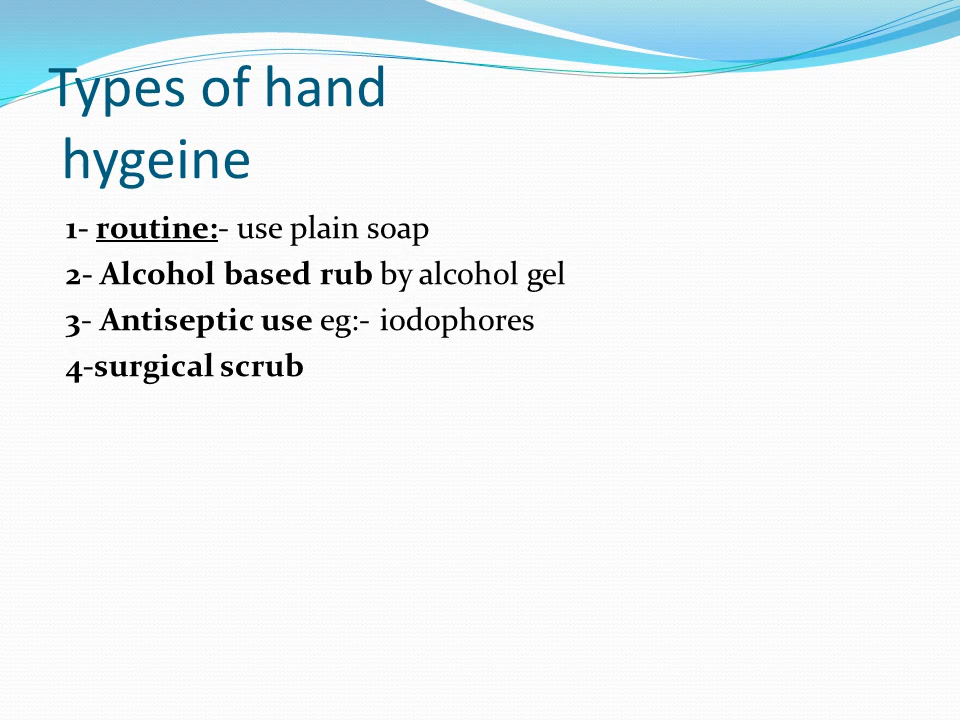 Types of hand
hygeine
1- routine:- use plain soap
2- Alcohol based rub by alcohol gel
3- Antiseptic use eg:- iodophores
4-surgical scrub